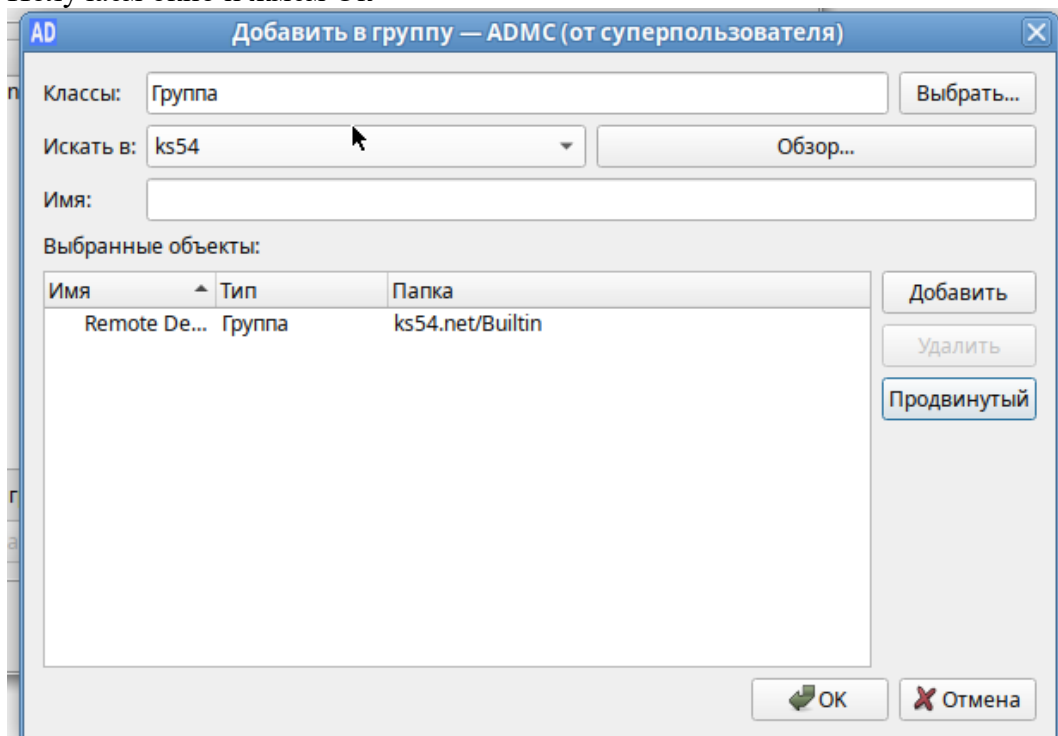 AD Добавить в группу — ADMC (от суперпользователя)
Классы: Группа Выбрать...
Искать в: ks54 Обзор...
Имя:
Выбранные объекты:
Имя Тип Папка
Remote De... Группа ks54.net/Builtin
Добавить
Удалить
Продвинутый
OK Отмена